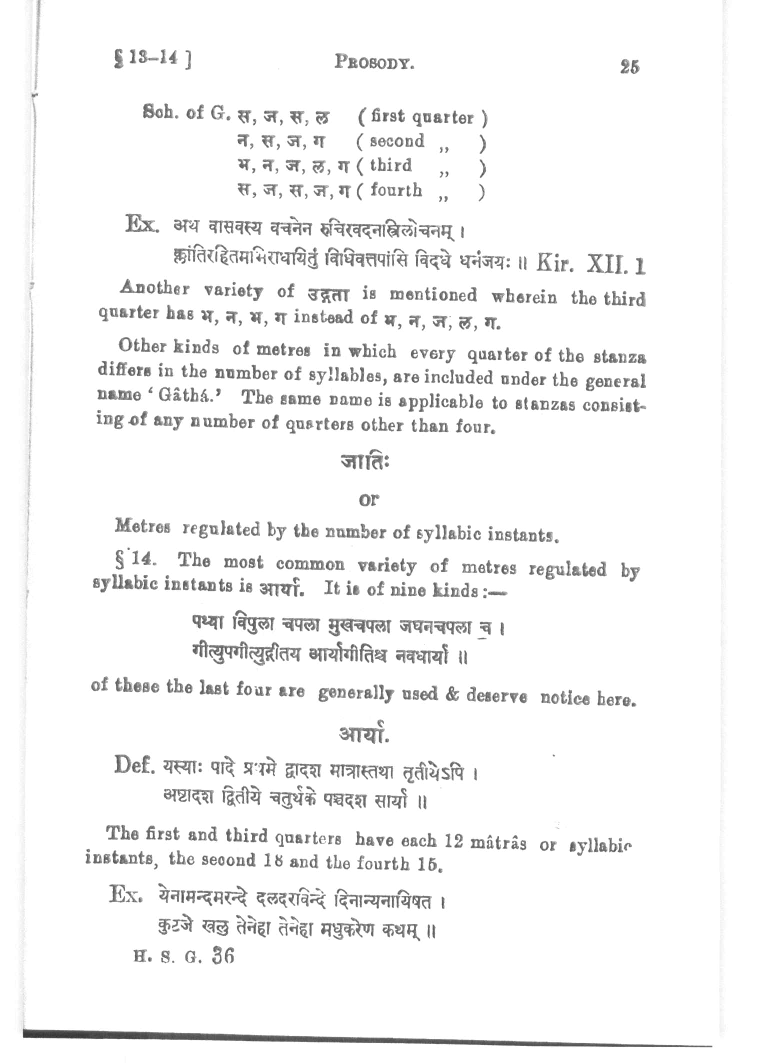 § 13–14 ] PROSODY. 25
Sch. of G. स, ज, स, ल ( first quarter )
न, स, ज, ग ( second ,, )
भ, न, ज, ल, ग ( third ,, )
स, ज, स, ज, ग ( fourth ,, )
Ex. अथ वासवस्य वचनेन रुचिरवदनस्त्रिलोचनम् ।
क्लांतिरहितमभिराधयितुं विधिवत्तपांसि विदधे धनंजयः ॥ Kir. XII. 1
Another variety of उद्गता is mentioned wherein the third
quarter has भ, न, भ, ग instead of भ, न, ज, ल, ग.
Other kinds of metres in which every quarter of the stanza
differs in the number of syllables, are included under the general
name ‘ Gâthá.’ The same name is applicable to stanzas consist-
ing of any number of quarters other than four.
जातिः
or
Metres regulated by the number of syllabic instants.
§ 14. The most common variety of metres regulated by
syllabic instants is आर्या. It is of nine kinds :—
पथ्या विपुला चपला मुखचपला जघनचपला च ।
गीत्युपगीत्युद्गीतय आर्यागीतिश्च नवधार्या ॥
of these the last four are generally used & deserve notice here.
आर्या.
Def. यस्याः पादे प्रथमे द्वादश मात्रास्तथा तृतीयेऽपि ।
अष्टादश द्वितीये चतुर्थके पञ्चदश सार्या ॥
The first and third quarters have each 12 mâtrâs or syllabic
instants, the second 18 and the fourth 15.
Ex. येनामन्दमरन्दे दलदरविन्दे दिनान्यनायिषत ।
कुटजे खलु तेनेहा तेनेहा मधुकरेण कथम् ॥
H. S. G. 36